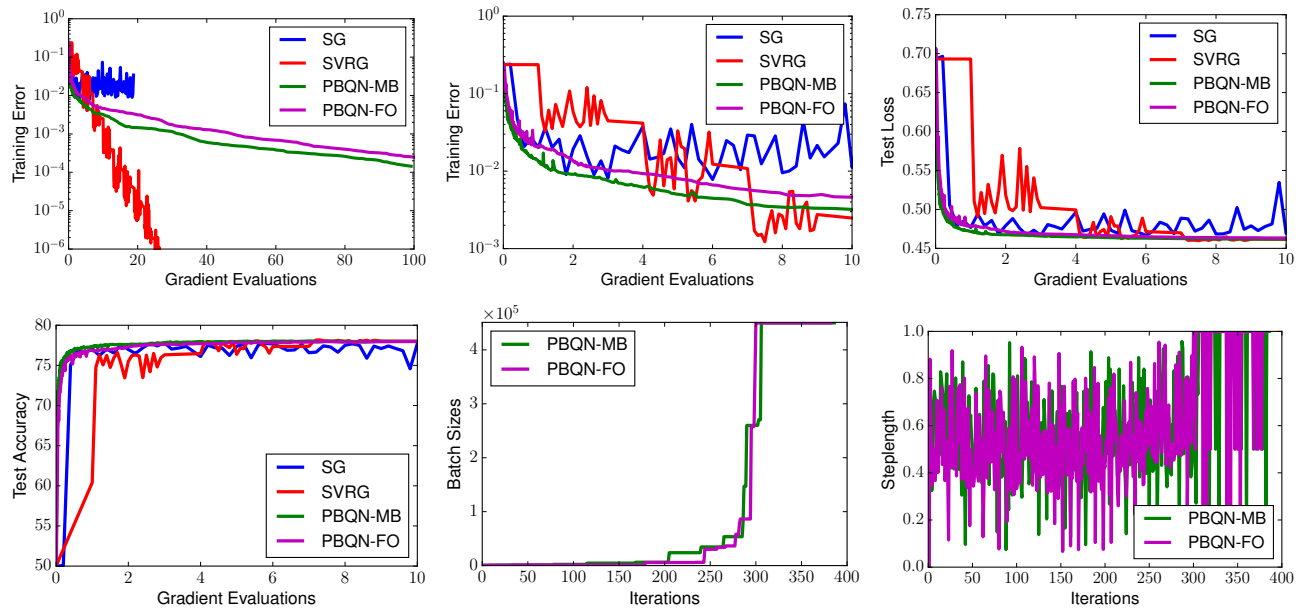 10^0
10^-1
10^-2
10^-3
10^-4
10^-5
10^-6
0 20 40 60 80 100
Training Error
Gradient Evaluations
SG
SVRG
PBQN-MB
PBQN-FO
10^0
10^-1
10^-2
10^-3
0 2 4 6 8 10
Training Error
Gradient Evaluations
SG
SVRG
PBQN-MB
PBQN-FO
0.75
0.70
0.65
0.60
0.55
0.50
0.45
0 2 4 6 8 10
Test Loss
Gradient Evaluations
SG
SVRG
PBQN-MB
PBQN-FO
80
75
70
65
60
55
50
0 2 4 6 8 10
Test Accuracy
Gradient Evaluations
SG
SVRG
PBQN-MB
PBQN-FO
×10^5
4
3
2
1
0
0 50 100 150 200 250 300 350 400
Batch Sizes
Iterations
PBQN-MB
PBQN-FO
1.0
0.8
0.6
0.4
0.2
0.0
0 50 100 150 200 250 300 350 400
Steplength
Iterations
PBQN-MB
PBQN-FO